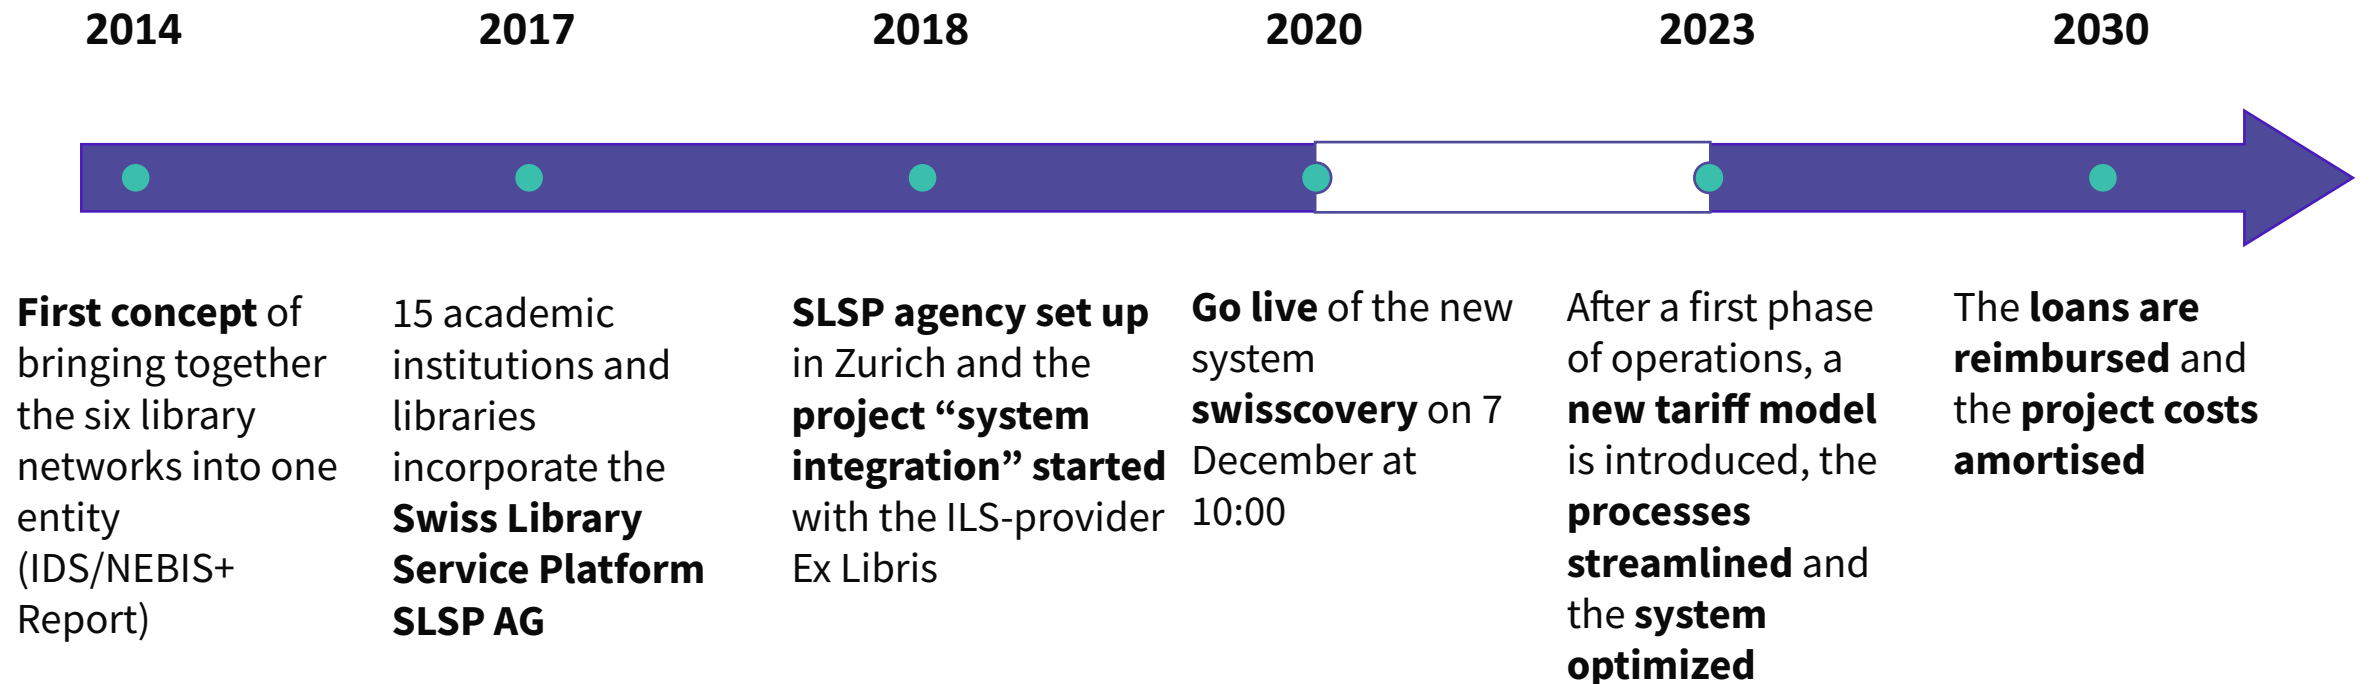 2014
2017
2018
2020
2023
2030
First concept of
bringing together
the six library
networks into one
entity
(IDS/NEBIS+
Report)
15 academic
institutions and
libraries
incorporate the
Swiss Library
Service Platform
SLSP AG
SLSP agency set up
in Zurich and the
project “system
integration” started
with the ILS-provider
Ex Libris
Go live of the new
system
swisscovery on 7
December at
10:00
After a first phase
of operations, a
new tariff model
is introduced, the
processes
streamlined and
the system
optimized
The loans are
reimbursed and
the project costs
amortised